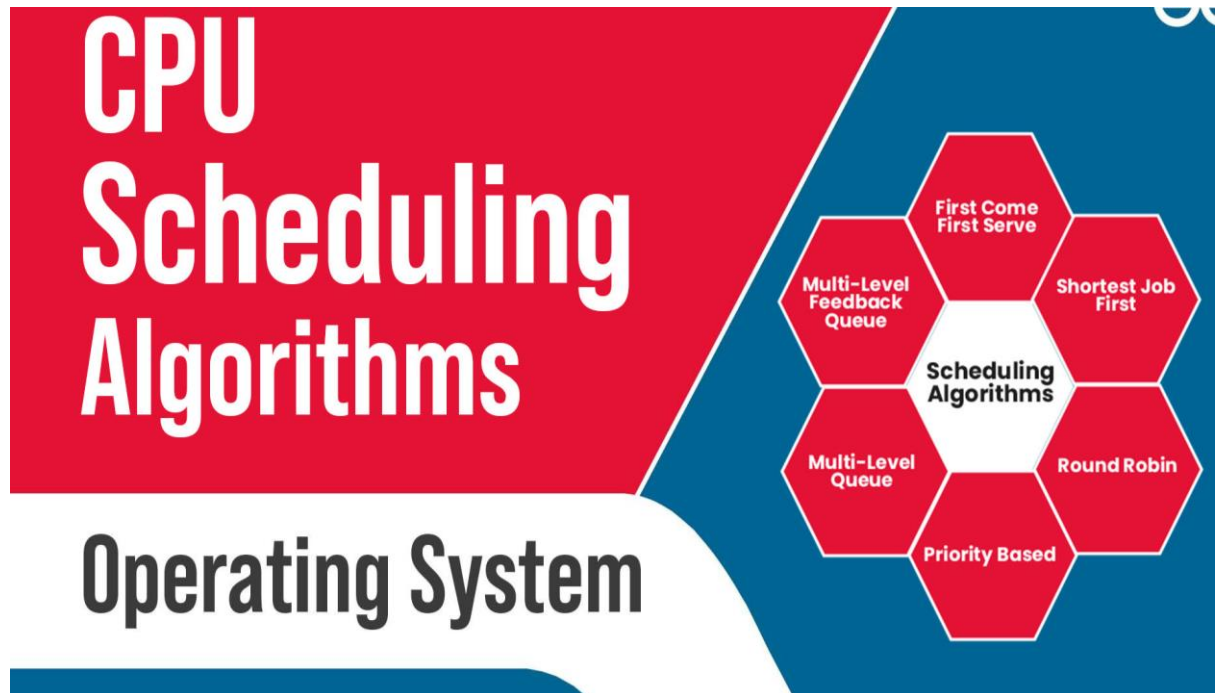 CPU
Scheduling
Algorithms
Operating System
First Come
First Serve
Shortest Job
First
Round Robin
Priority Based
Multi-Level
Queue
Multi-Level
Feedback
Queue
Scheduling
Algorithms